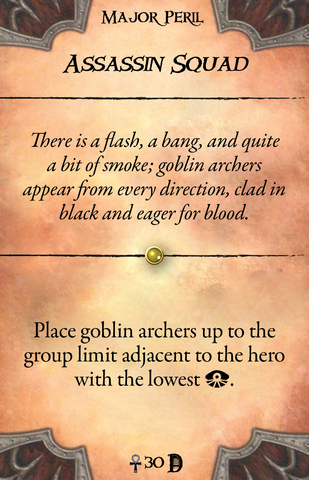 Major Peril
Assassin Squad
There is a flash, a bang, and quite
a bit of smoke; goblin archers
appear from every direction, clad in
black and eager for blood.
Place goblin archers up to the
group limit adjacent to the hero
with the lowest .
30